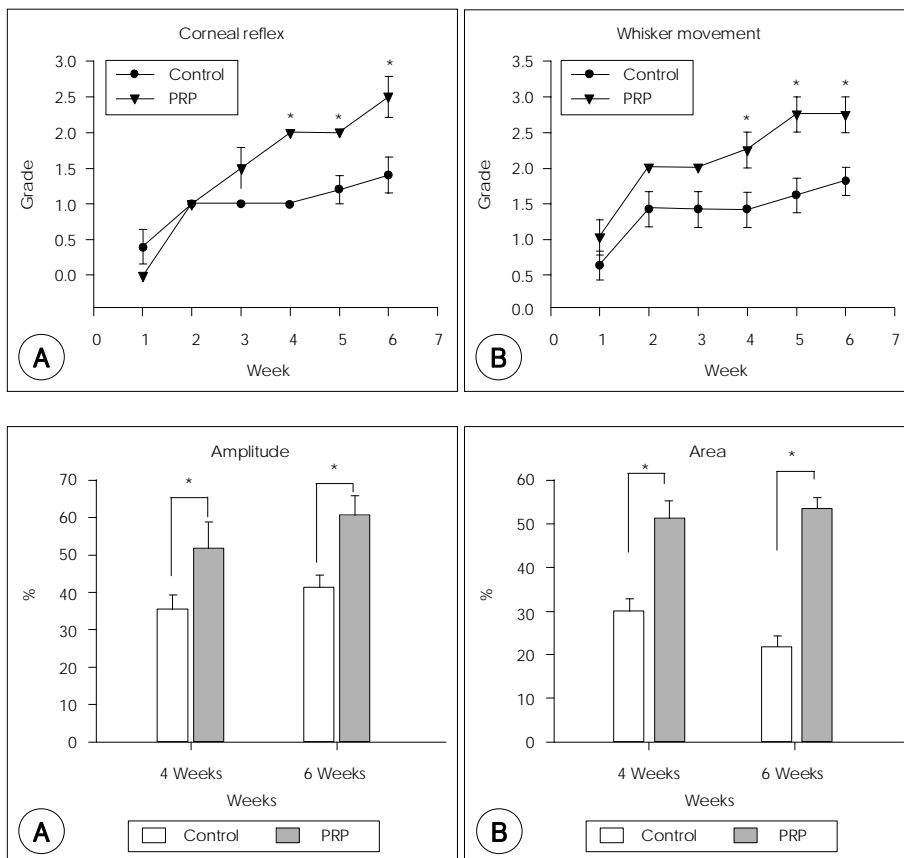 Corneal reflex
Control
PRP
3.0
2.5
2.0
1.5
1.0
0.5
0.0
Grade
* * *
0 1 2 3 4 5 6 7
Week
A
Whisker movement
Control
PRP
3.5
3.0
2.5
2.0
1.5
1.0
0.5
0.0
Grade
* * *
0 1 2 3 4 5 6 7
Week
B
Amplitude
70
60
50
40
30
20
10
0
%
* *
4 Weeks 6 Weeks
Weeks
A
Control PRP
Area
60
50
40
30
20
10
0
%
* *
4 Weeks 6 Weeks
Weeks
B
Control PRP